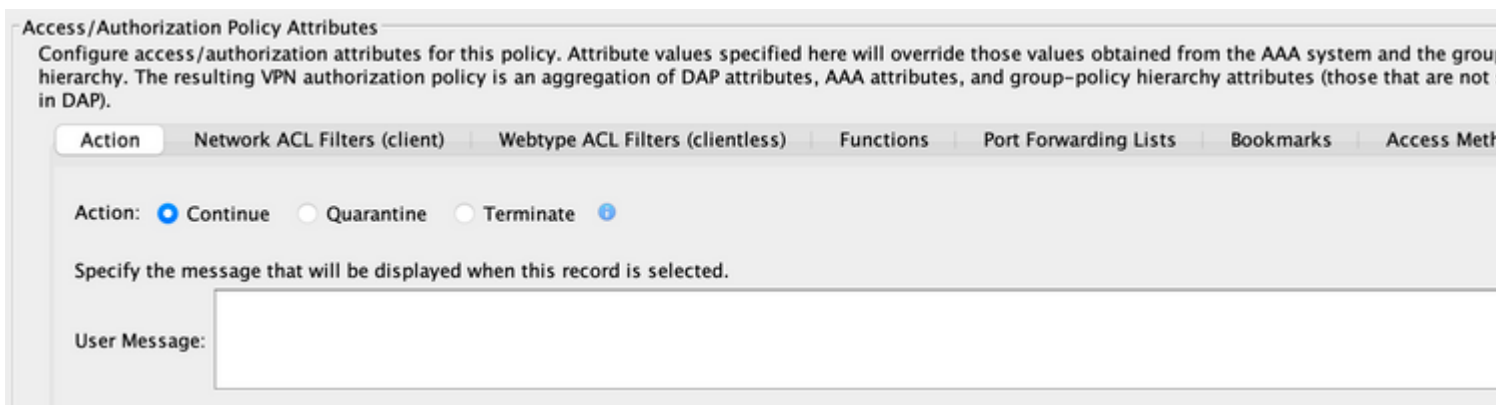 Access/Authorization Policy Attributes
Configure access/authorization attributes for this policy. Attribute values specified here will override those values obtained from the AAA system and the grou
hierarchy. The resulting VPN authorization policy is an aggregation of DAP attributes, AAA attributes, and group-policy hierarchy attributes (those that are not
in DAP).
Action Network ACL Filters (client) Webtype ACL Filters (clientless) Functions Port Forwarding Lists Bookmarks Access Meth
Action: Continue Quarantine Terminate
Specify the message that will be displayed when this record is selected.
User Message: